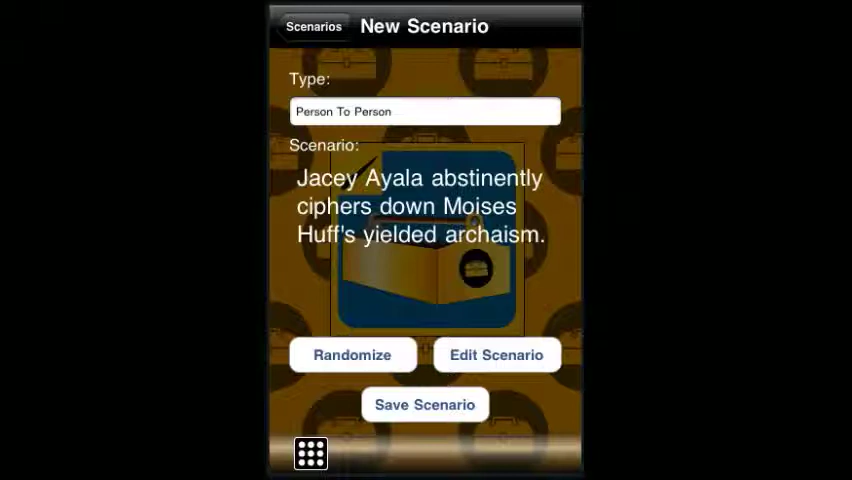 Scenarios
New Scenario
Type:
Person To Person
Scenario:
Jacey Ayala abstinently
ciphers down Moises
Huff's yielded archaism.
Randomize
Edit Scenario
Save Scenario